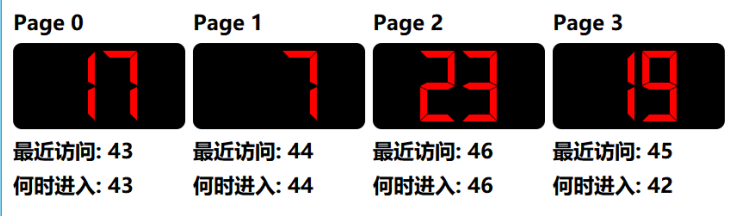 Page 0 Page 1 Page 2 Page 3
17 7 23 19
最近访问: 43 最近访问: 44 最近访问: 46 最近访问: 45
何时进入: 43 何时进入: 44 何时进入: 46 何时进入: 42